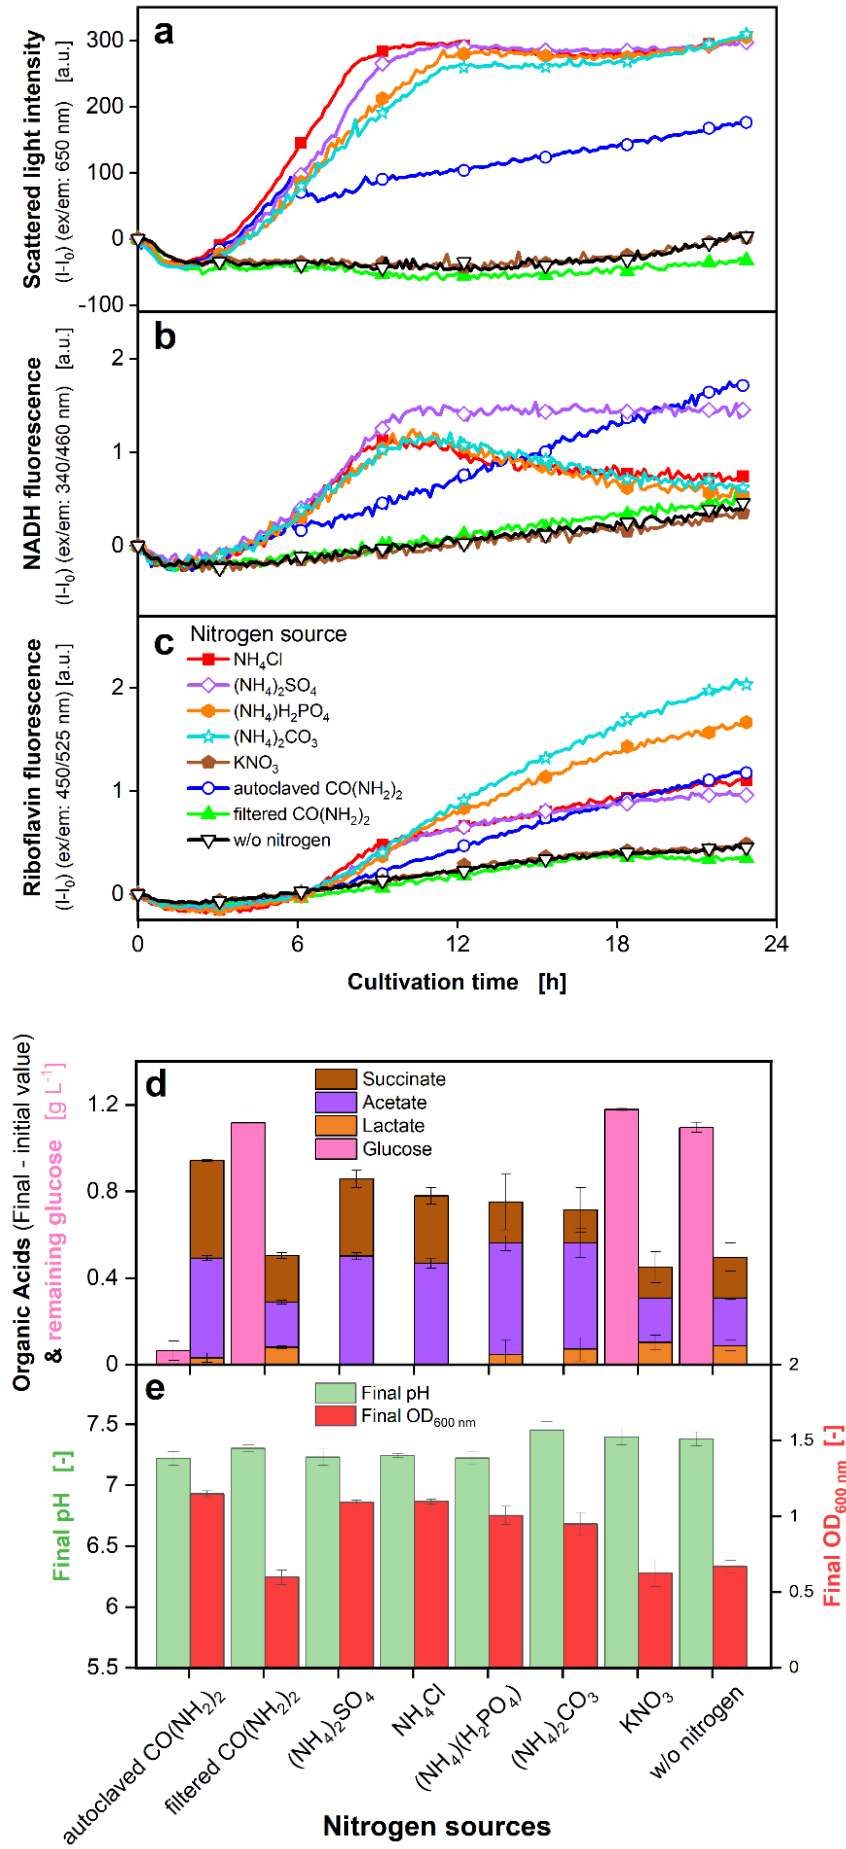 a
Scattered light intensity
(I-I₀) (ex/em: 650 nm) [a.u.]
300
200
100
0
-100
b
NADH fluorescence
(I-I₀) (ex/em: 340/460 nm) [a.u.]
2
1
0
c
Riboflavin fluorescence
(I-I₀) (ex/em: 450/525 nm) [a.u.]
2
1
0
Nitrogen source
NH₄Cl
(NH₄)₂SO₄
(NH₄)H₂PO₄
(NH₄)₂CO₃
KNO₃
autoclaved CO(NH₂)₂
filtered CO(NH₂)₂
w/o nitrogen
0 6 12 18 24
Cultivation time [h]
d
Organic Acids (Final - initial value)
& remaining glucose [g L⁻¹]
1.2
0.8
0.4
0
Succinate
Acetate
Lactate
Glucose
e
Final pH [-]
7.5
7
6.5
6
5.5
Final pH
Final OD₆₀₀ ₙₘ
2
1.5
1
0.5
0
Final OD₆₀₀ ₙₘ [-]
autoclaved CO(NH₂)₂
filtered CO(NH₂)₂
(NH₄)₂SO₄
NH₄Cl
(NH₄)(H₂PO₄)
(NH₄)₂CO₃
KNO₃
w/o nitrogen
Nitrogen sources